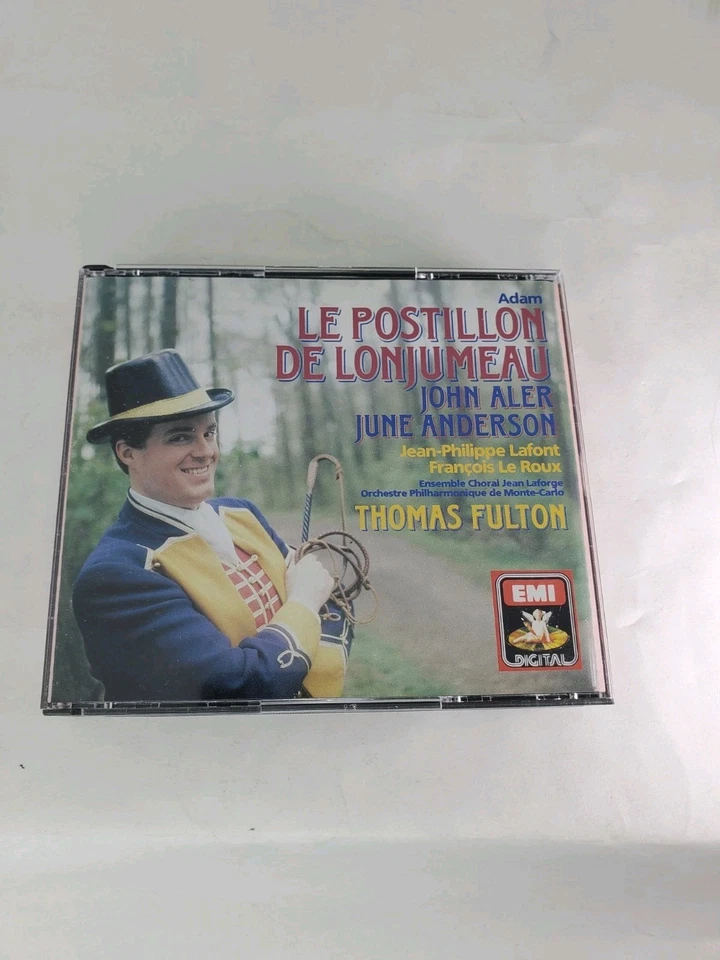 Adam
LE POSTILLON
DE LONJUMEAU
JOHN ALER
JUNE ANDERSON
Jean-Philippe Lafont
François Le Roux
Ensemble Choral Jean Laforge
Orchestre Philharmonique de Monte-Carlo
THOMAS FULTON
EMI
DIGITAL